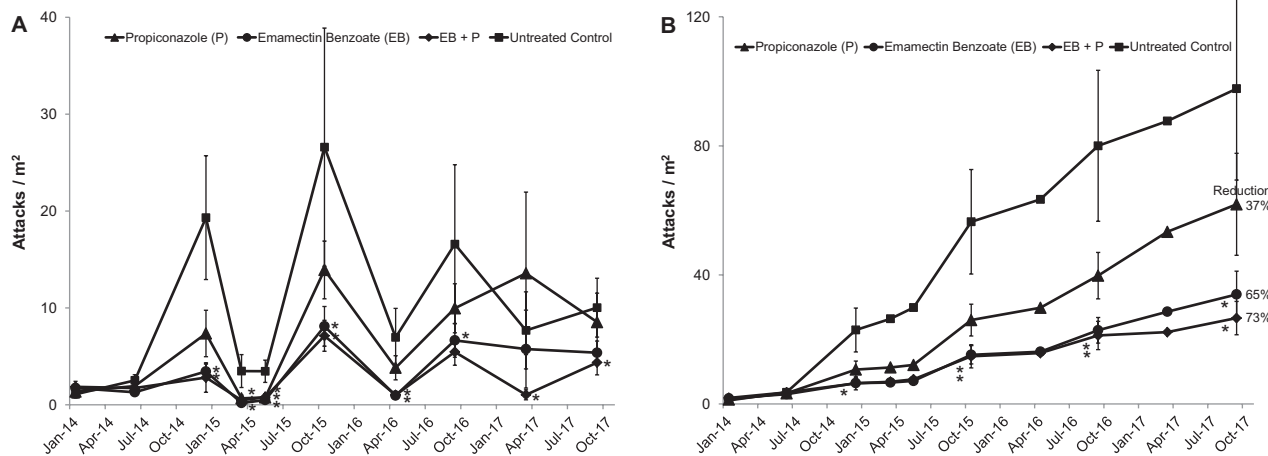 A
40
30
20
10
0
Attacks / m²
Propiconazole (P) Emamectin Benzoate (EB) EB + P Untreated Control
* * * * * * * * * * * * * *
Jan-14 Apr-14 Jul-14 Oct-14 Jan-15 Apr-15 Jul-15 Oct-15 Jan-16 Apr-16 Jul-16 Oct-16 Jan-17 Apr-17 Jul-17 Oct-17
B
120
80
40
0
Attacks / m²
Propiconazole (P) Emamectin Benzoate (EB) EB + P Untreated Control
Reduction
37%
65%
73%
* * * * * * *
Jan-14 Apr-14 Jul-14 Oct-14 Jan-15 Apr-15 Jul-15 Oct-15 Jan-16 Apr-16 Jul-16 Oct-16 Jan-17 Apr-17 Jul-17 Oct-17